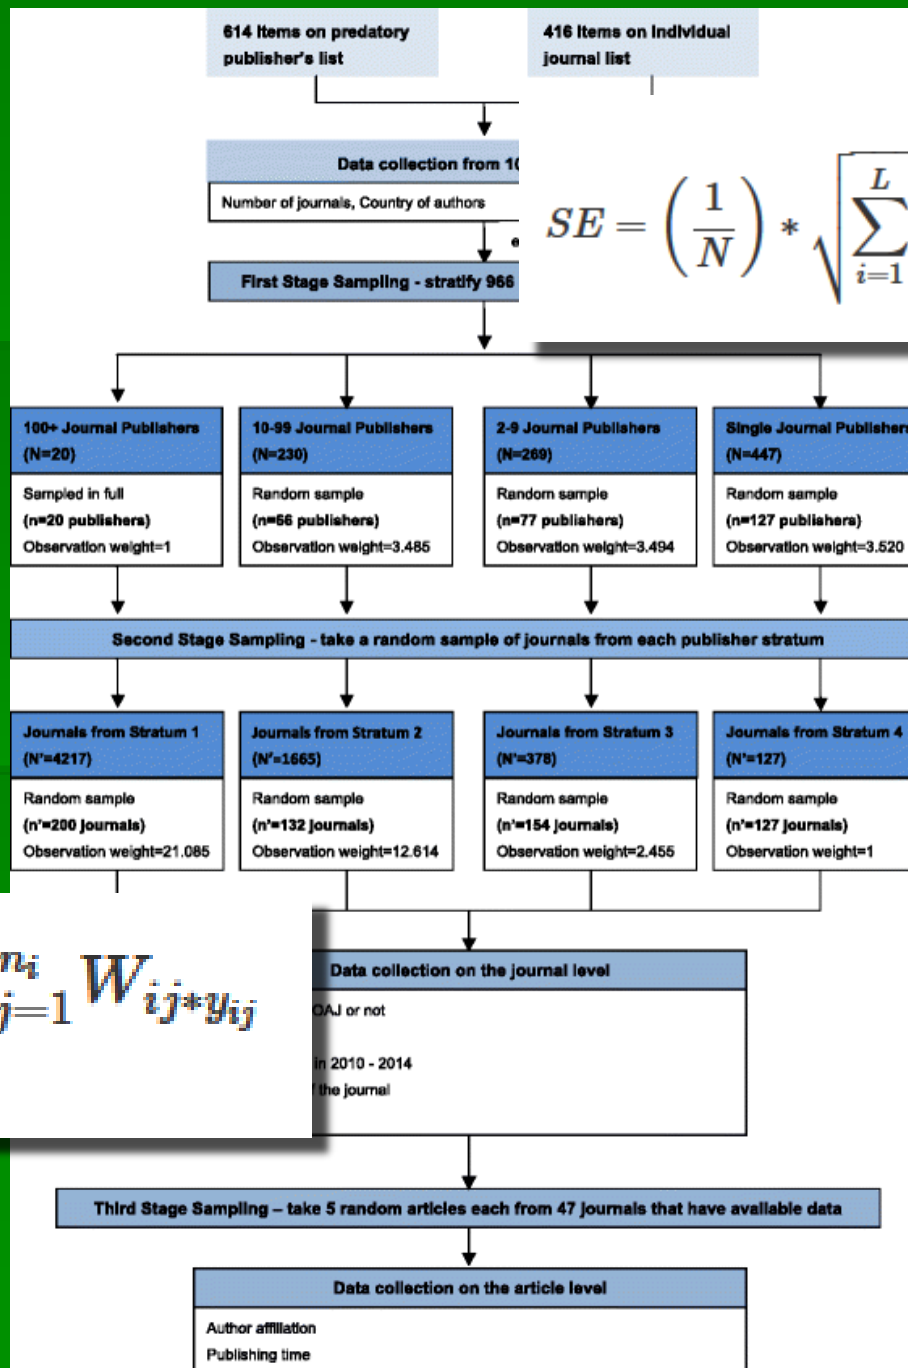 614 Items on predatory
publisher's list
416 Items on Individual
journal list
Data collection from 10
Number of journals, Country of authors
e
First Stage Sampling - stratify 966
SE = (1/N) * √ L ∑ i=1
100+ Journal Publishers
(N=20)
Sampled in full
(n=20 publishers)
Observation weight=1
10-99 Journal Publishers
(N=230)
Random sample
(n=66 publishers)
Observation weight=3.485
2-9 Journal Publishers
(N=269)
Random sample
(n=77 publishers)
Observation weight=3.494
Single Journal Publishers
(N=447)
Random sample
(n=127 publishers)
Observation weight=3.520
Second Stage Sampling - take a random sample of journals from each publisher stratum
Journals from Stratum 1
(N'=4217)
Random sample
(n'=200 journals)
Observation weight=21.085
Journals from Stratum 2
(N'=1665)
Random sample
(n'=132 journals)
Observation weight=12.614
Journals from Stratum 3
(N'=378)
Random sample
(n'=154 journals)
Observation weight=2.455
Journals from Stratum 4
(N'=127)
Random sample
(n'=127 journals)
Observation weight=1
n_i j=1 W_{ij*y_{ij}}
Data collection on the journal level
OAJ or not
in 2010 - 2014
the journal
Third Stage Sampling – take 5 random articles each from 47 journals that have available data
Data collection on the article level
Author affiliation
Publishing time